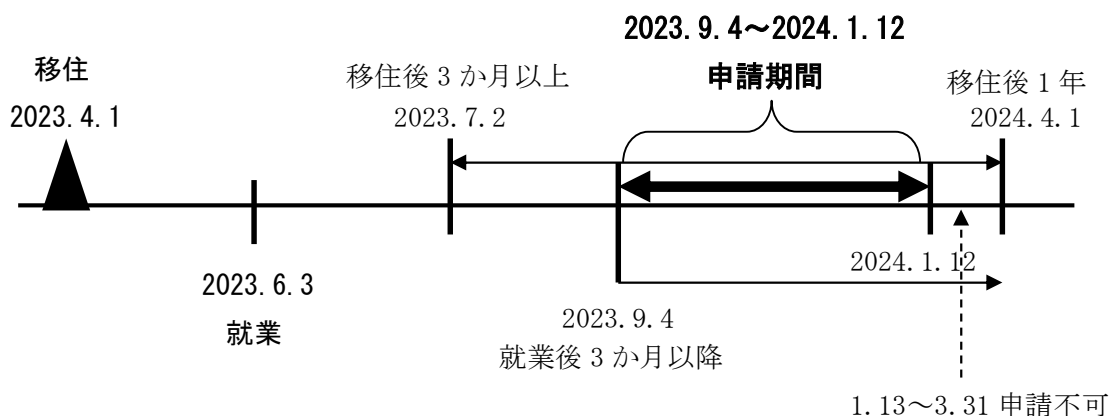 2023.9.4～2024.1.12
申請期間
移住
2023.4.1
移住後 3 か月以上
2023.7.2
移住後 1 年
2024.4.1
2023.6.3
就業
2024.1.12
2023.9.4
就業後 3 か月以降
1.13～3.31 申請不可